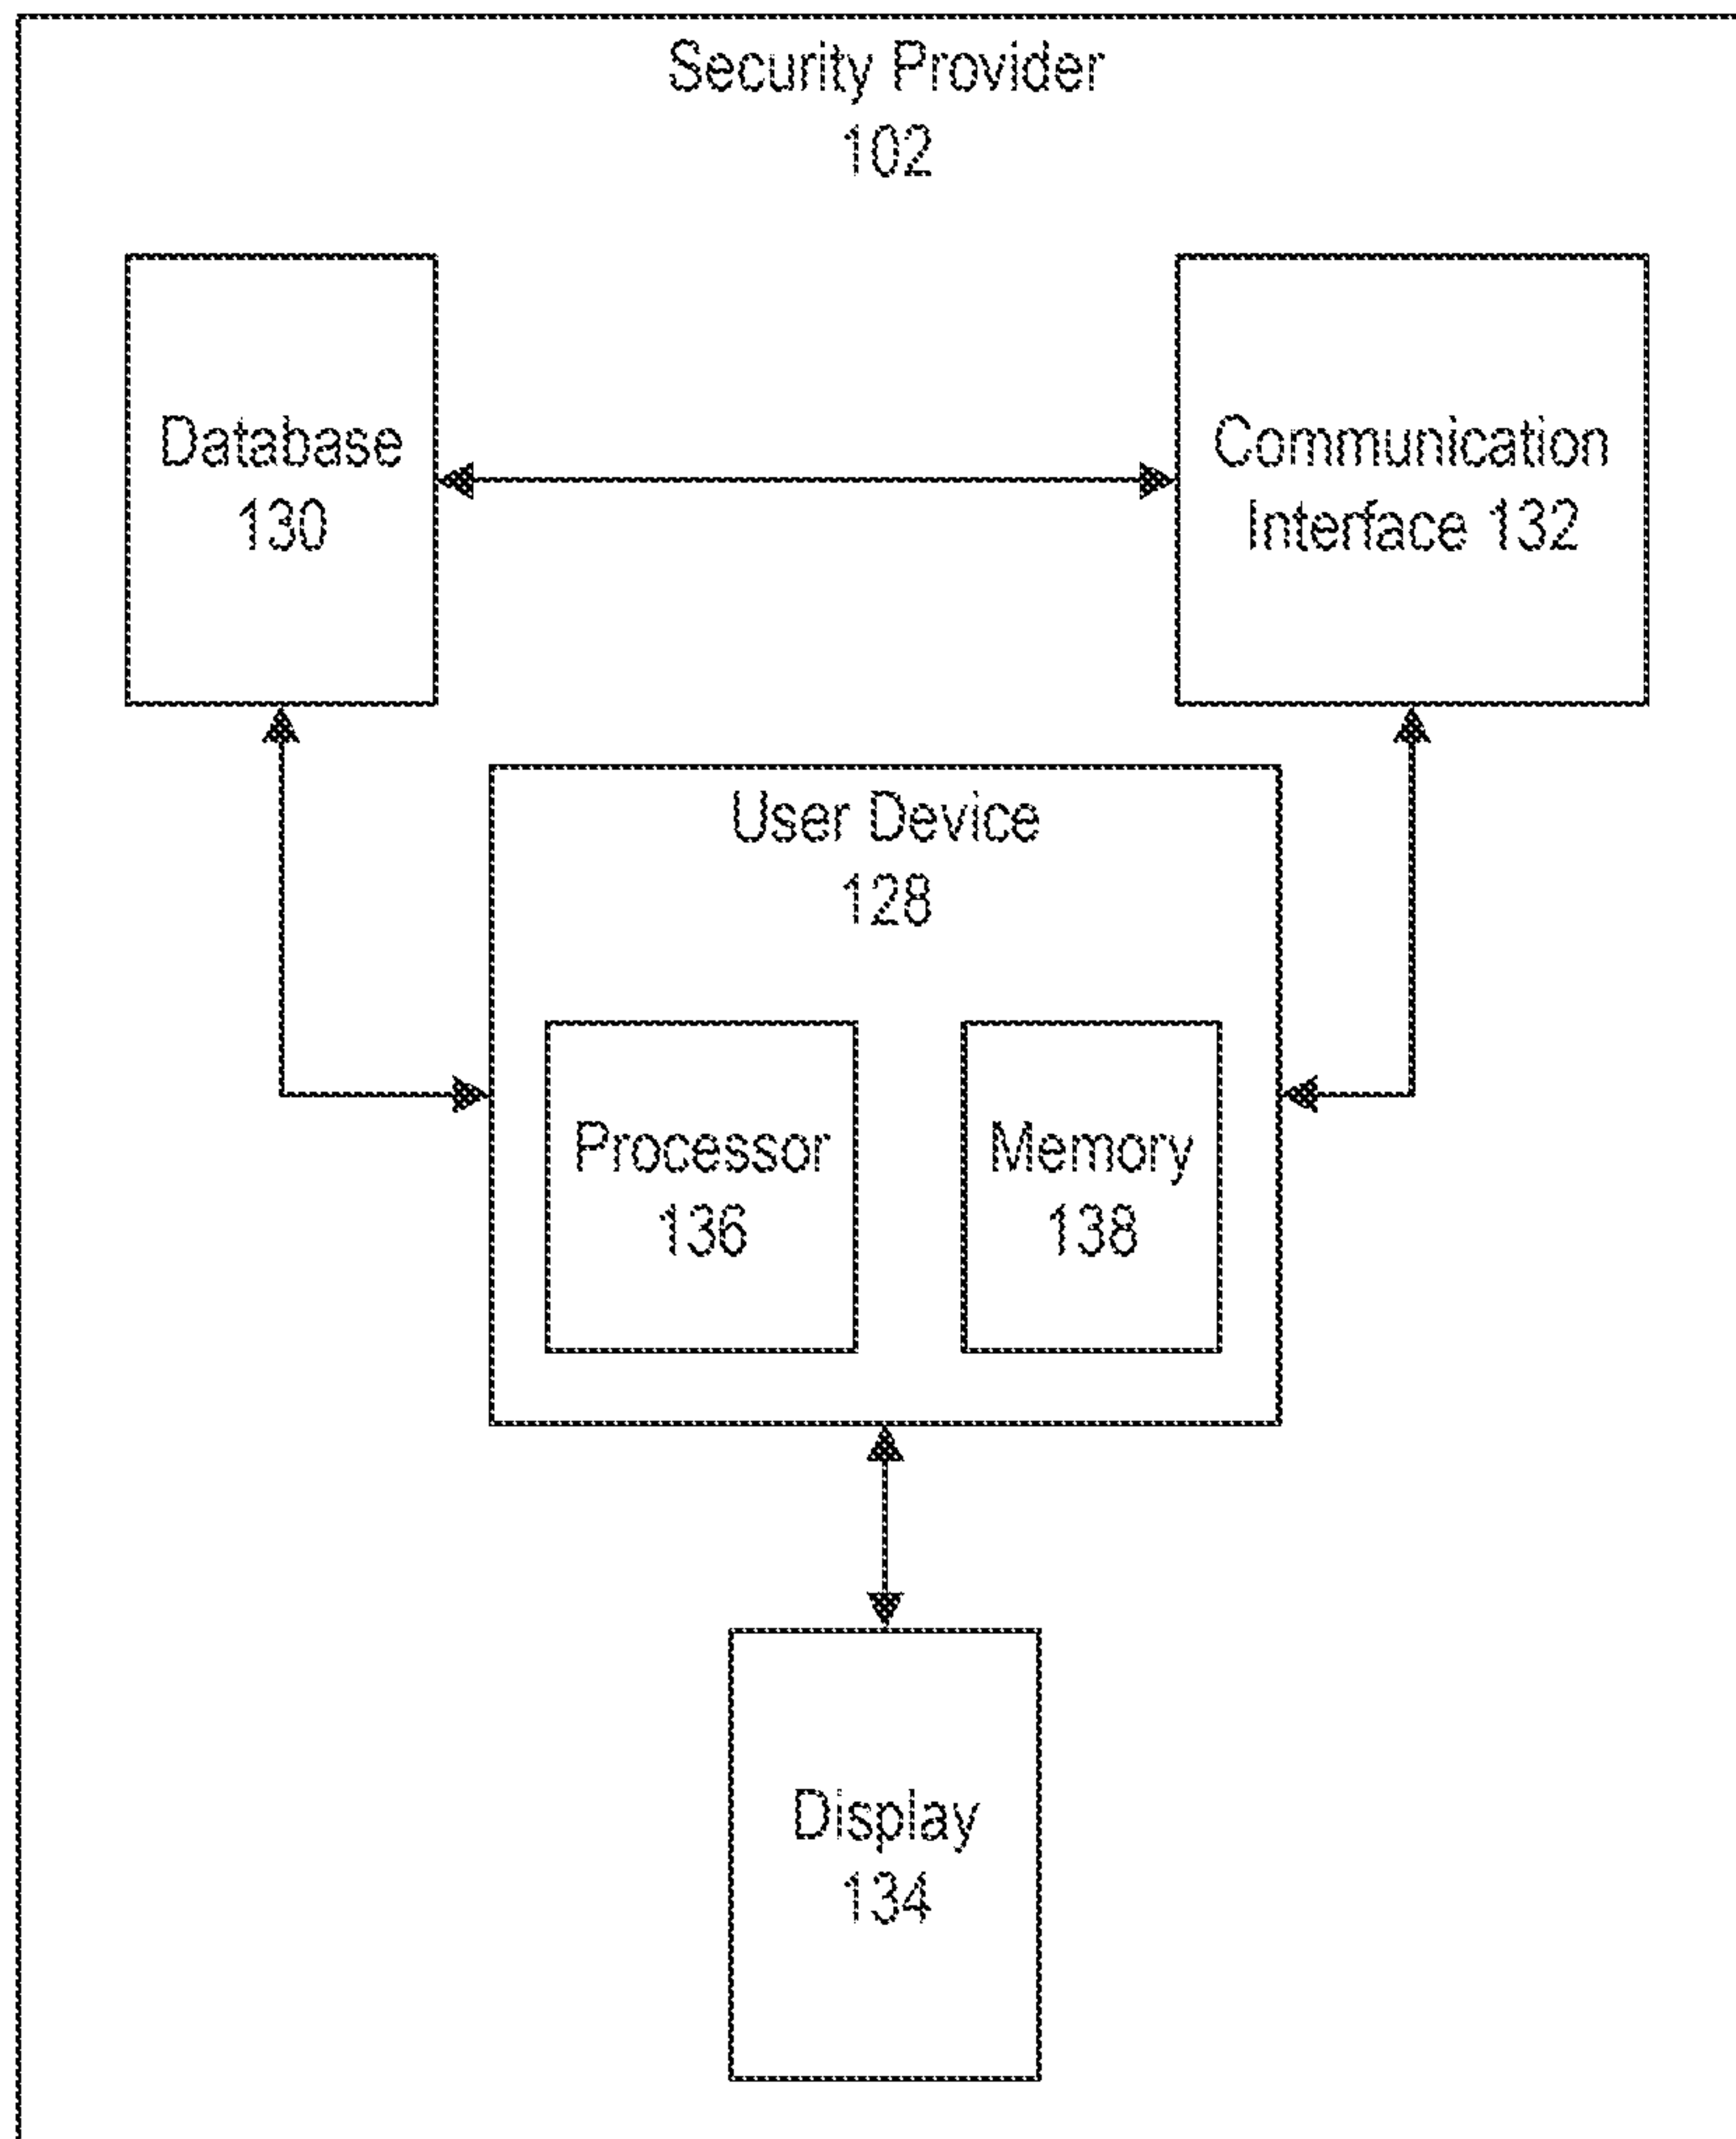 Security Provider
102
Database
130
Communication
Interface 132
User Device
128
Processor
136
Memory
138
Display
134